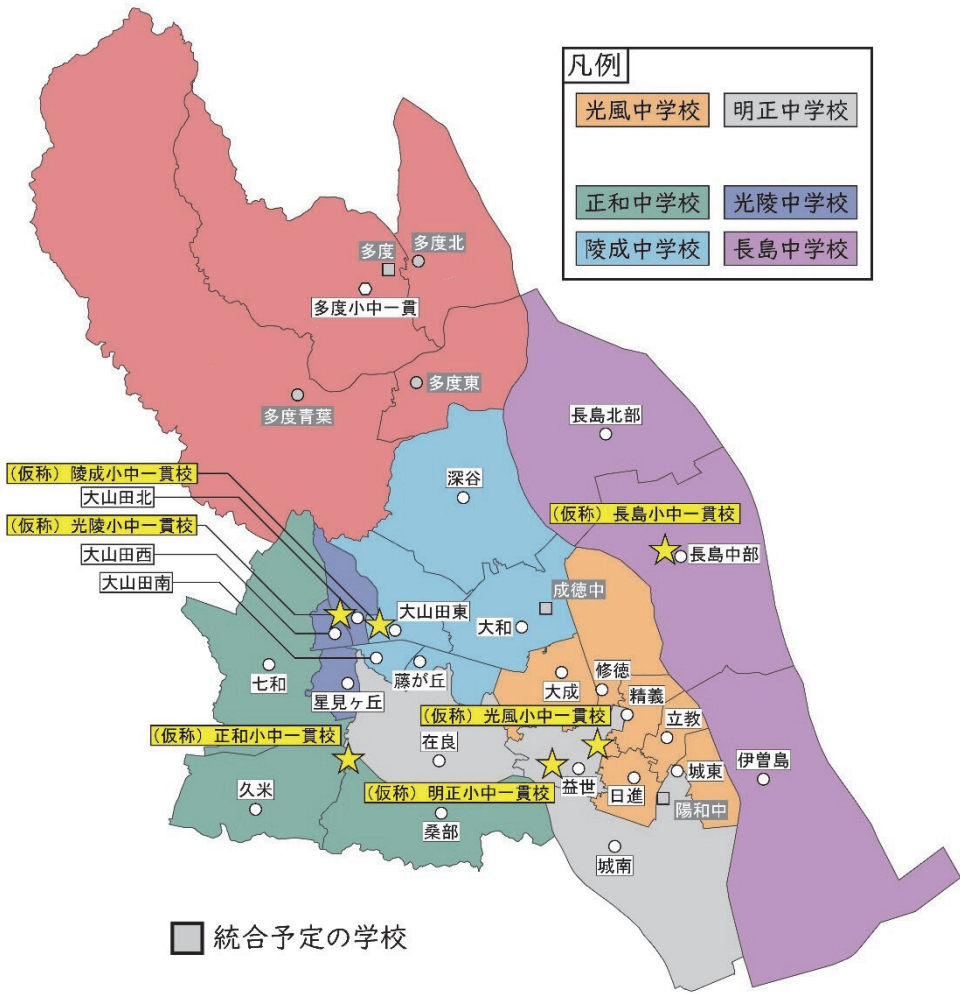 凡例
光風中学校
明正中学校
正和中学校
光陵中学校
陵成中学校
長島中学校
多度
多度北
多度小中一貫
多度東
多度青葉
長島北部
(仮称) 陵成小中一貫校
大山田北
深谷
(仮称) 光陵小中一貫校
(仮称) 長島小中一貫校
大山田西
長島中部
大山田南
成徳中
大山田東
大和
七和
藤が丘
大成
修徳
星見ヶ丘
精義
(仮称) 光風小中一貫校
立教
(仮称) 正和小中一貫校
在良
城東
伊曽島
益世
日進
久米
(仮称) 明正小中一貫校
陽和中
桑部
城南
統合予定の学校